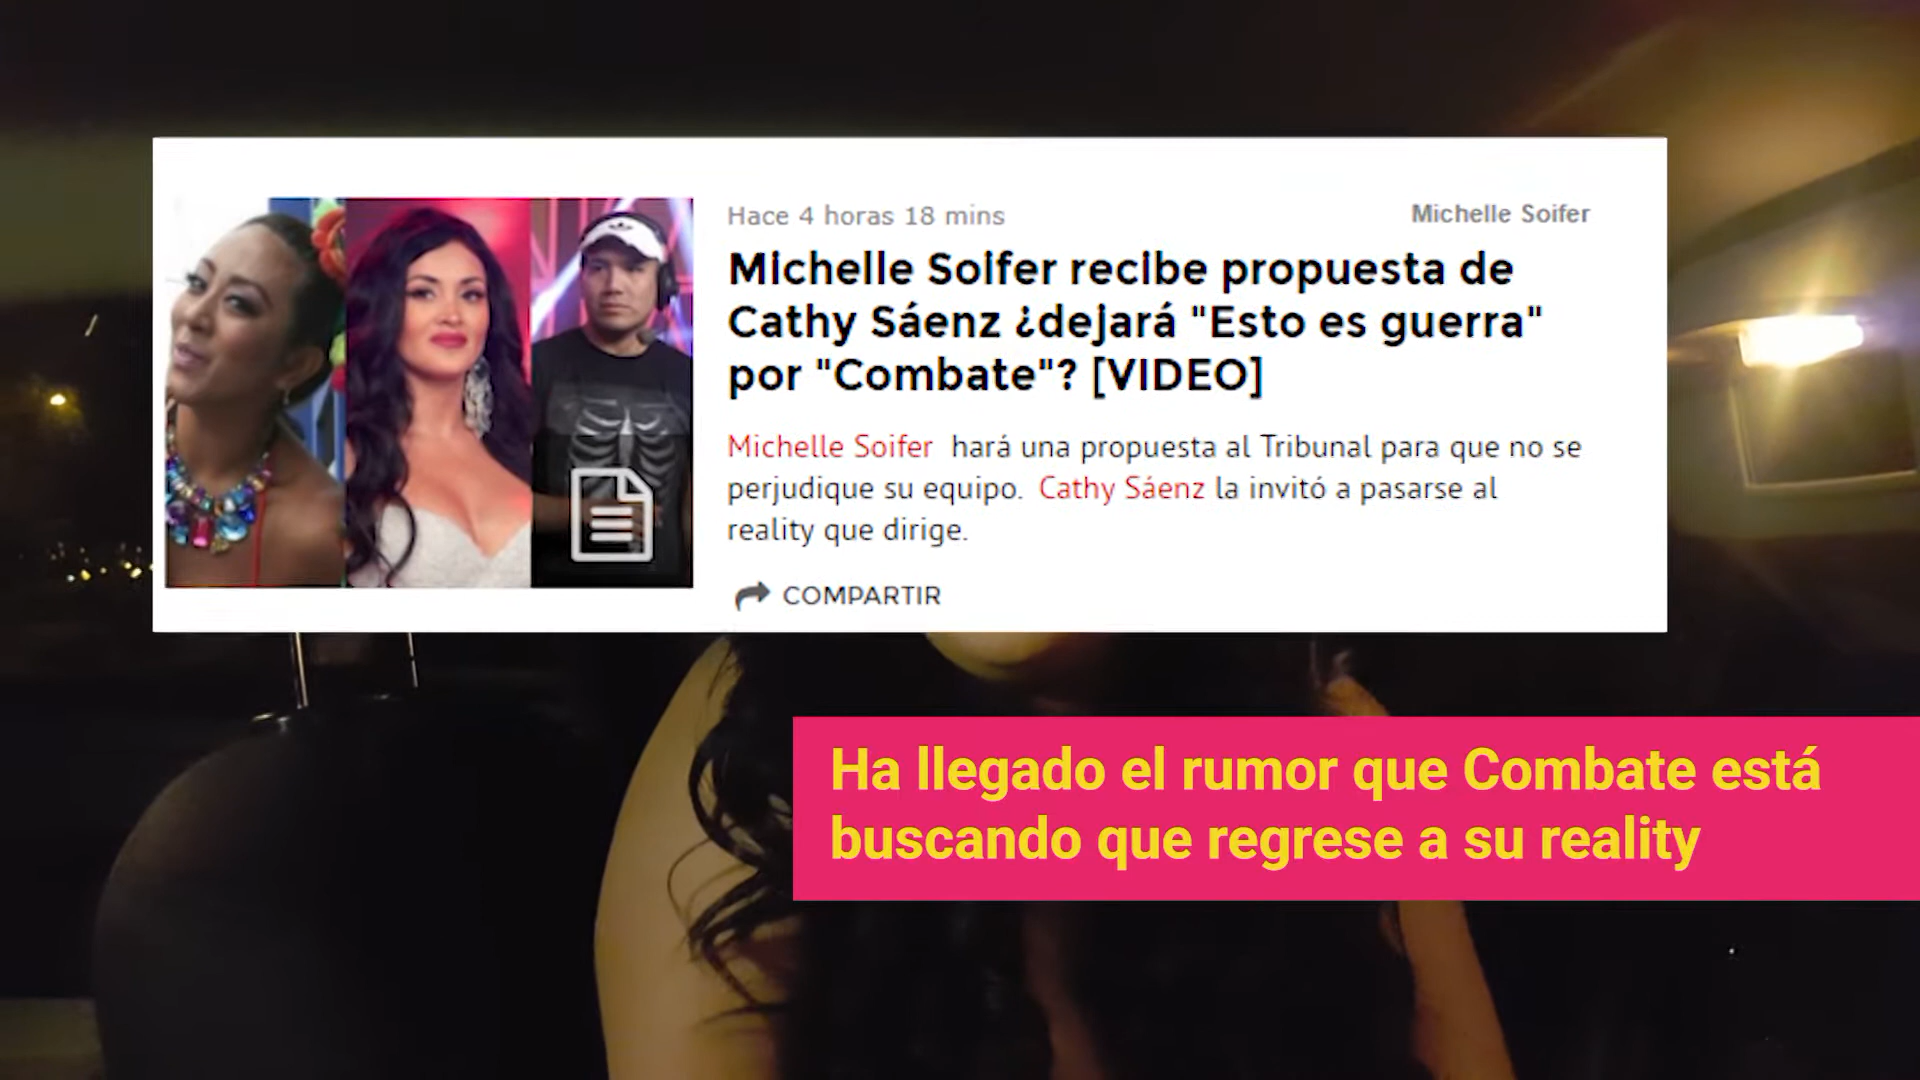 Hace 4 horas 18 mins
Michelle Soifer
Michelle Soifer recibe propuesta de
Cathy Sáenz ¿dejará "Esto es guerra"
por "Combate"? [VIDEO]
Michelle Soifer hará una propuesta al Tribunal para que no se
perjudique su equipo. Cathy Sáenz la invitó a pasarse al
reality que dirige.
COMPARTIR
Ha llegado el rumor que Combate está
buscando que regrese a su reality